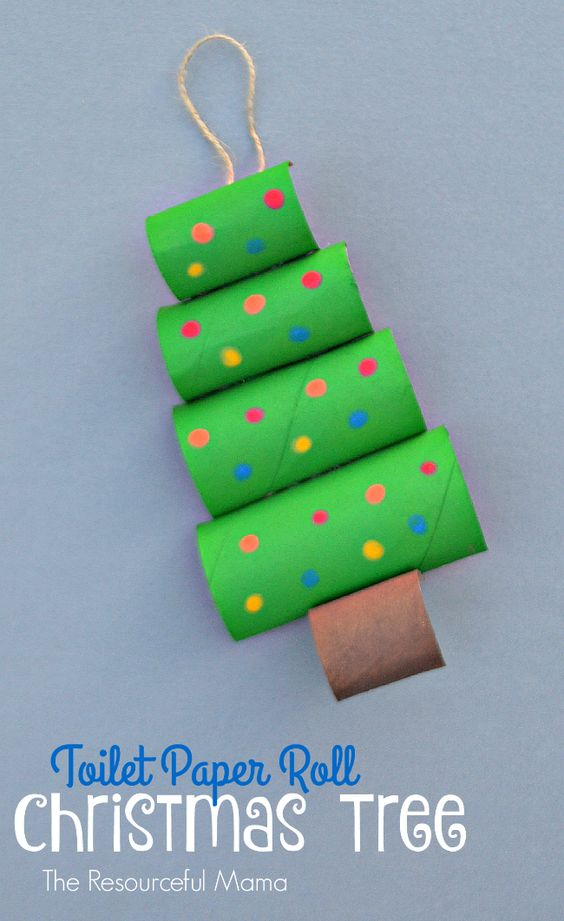 Toilet Paper Roll
Christmas Tree
The Resourceful Mama